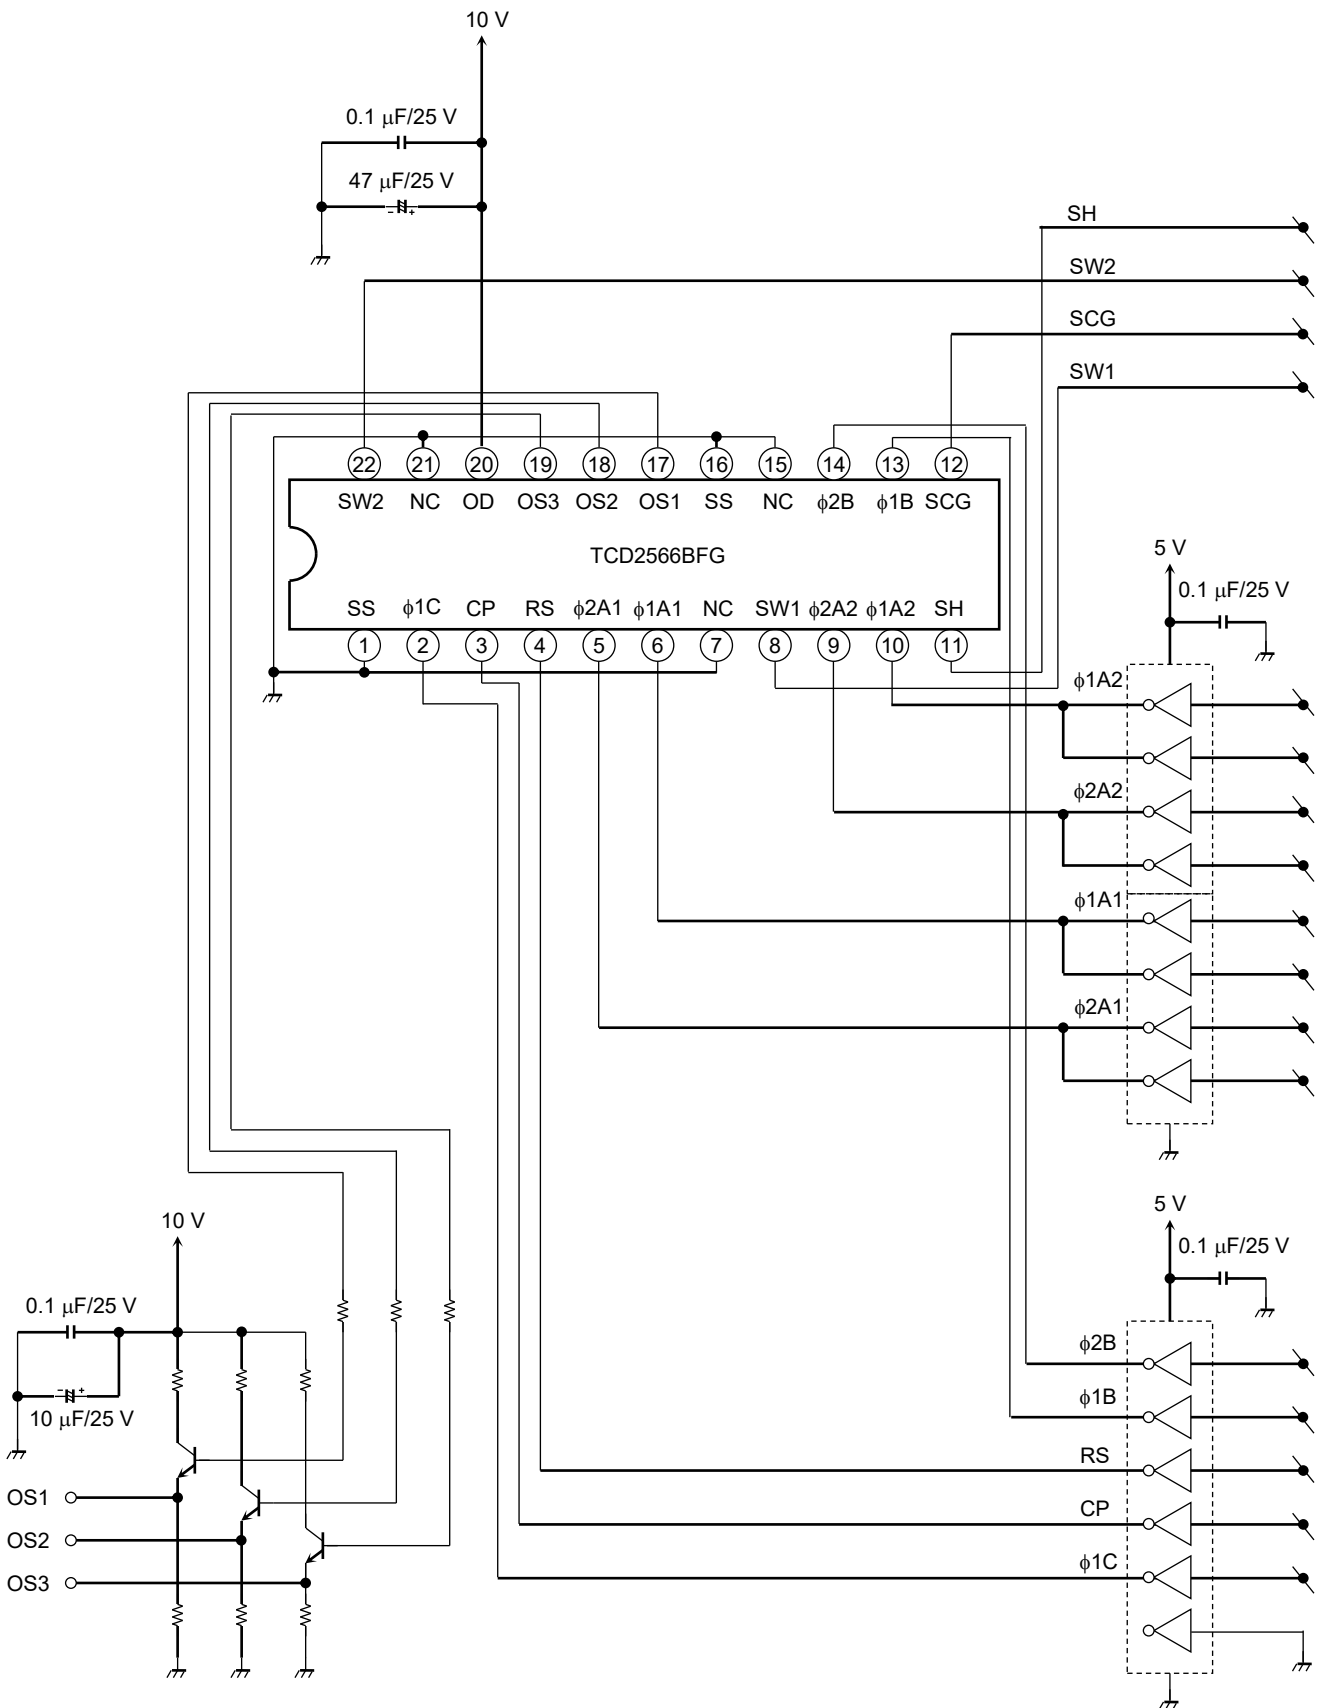 10 V
0.1 μF/25 V
47 μF/25 V
- +
SH
SW2
SCG
SW1
22 21 20 19 18 17 16 15 14 13 12
SW2 NC OD OS3 OS2 OS1 SS NC ϕ2B ϕ1B SCG
TCD2566BFG
SS ϕ1C CP RS ϕ2A1 ϕ1A1 NC SW1 ϕ2A2 ϕ1A2 SH
1 2 3 4 5 6 7 8 9 10 11
5 V
0.1 μF/25 V
ϕ1A2
ϕ2A2
ϕ1A1
ϕ2A1
5 V
0.1 μF/25 V
ϕ2B
ϕ1B
RS
CP
ϕ1C
10 V
0.1 μF/25 V
- +
10 μF/25 V
OS1
OS2
OS3